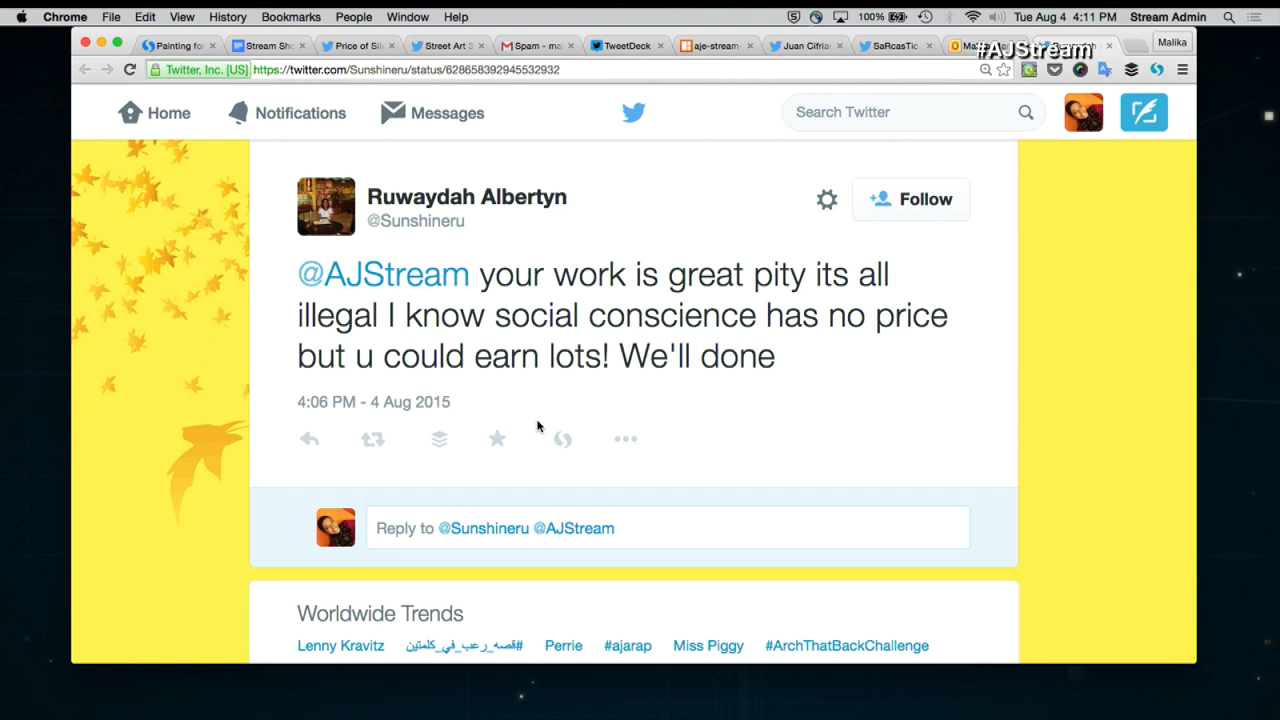 Chrome File Edit View History Bookmarks People Window Help 100% Tue Aug 4 4:11 PM Stream Admin
Painting fo Stream Sho Price of Sile Street Art 3 Spam - ma TweetDeck aje-stream- Juan Cifria SaRcasTic Malika
#AJStream
Twitter, Inc. [US] https://twitter.com/Sunshineru/status/628658392945532932
Home Notifications Messages Search Twitter
Ruwaydah Albertyn
@Sunshineru
Follow
@AJStream your work is great pity its all
illegal I know social conscience has no price
but u could earn lots! We'll done
4:06 PM - 4 Aug 2015
Reply to @Sunshineru @AJStream
Worldwide Trends
Lenny Kravitz #قصه_رعب_في_كلمتين Perrie #ajarap Miss Piggy #ArchThatBackChallenge